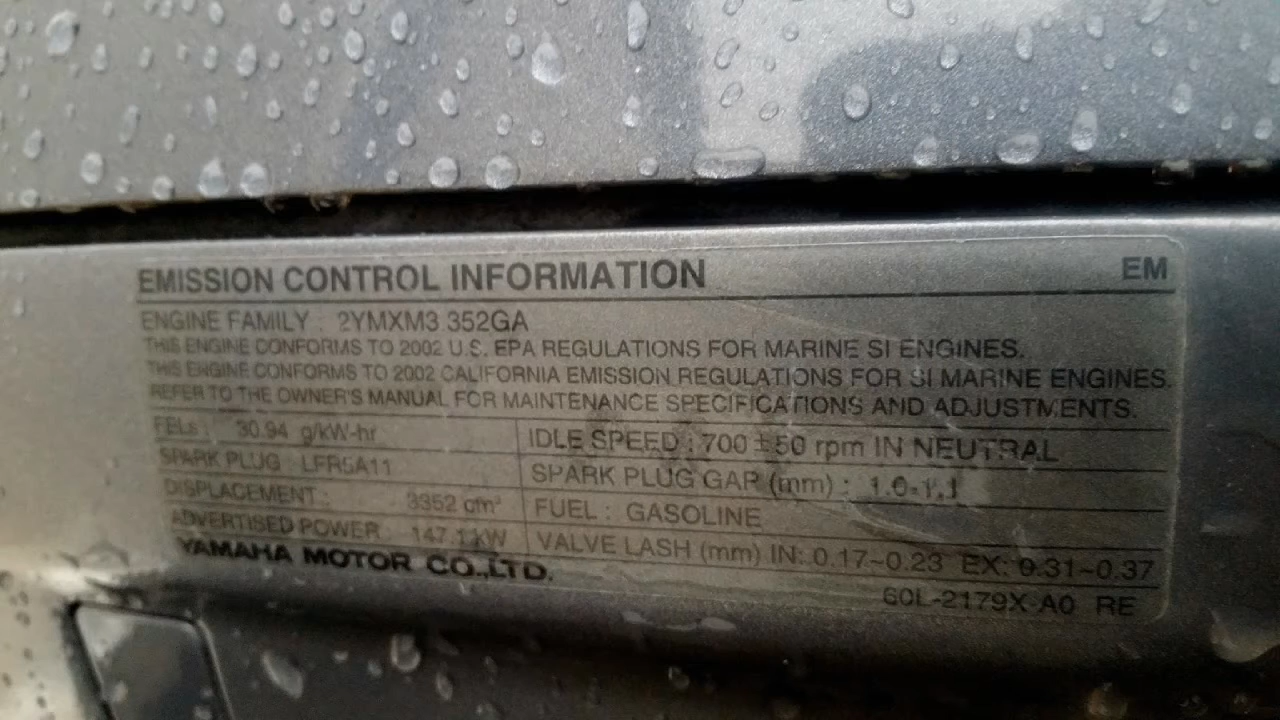 EMISSION CONTROL INFORMATION EM
ENGINE FAMILY : 2YMXM3.352GA
THIS ENGINE CONFORMS TO 2002 U.S. EPA REGULATIONS FOR MARINE SI ENGINES.
THIS ENGINE CONFORMS TO 2002 CALIFORNIA EMISSION REGULATIONS FOR SI MARINE ENGINES.
REFER TO THE OWNER'S MANUAL FOR MAINTENANCE SPECIFICATIONS AND ADJUSTMENTS.
FELs : 30.94 g/kW-hr
IDLE SPEED : 700 ± 50 rpm IN NEUTRAL
SPARK PLUG : LFR5A11
SPARK PLUG GAP (mm) : 1.0-1.1
DISPLACEMENT : 3352 cm³
FUEL : GASOLINE
ADVERTISED POWER : 147.1 kW
VALVE LASH (mm) IN: 0.17~0.23 EX: 0.31~0.37
YAMAHA MOTOR CO.,LTD.
60L-2179X-A0 RE